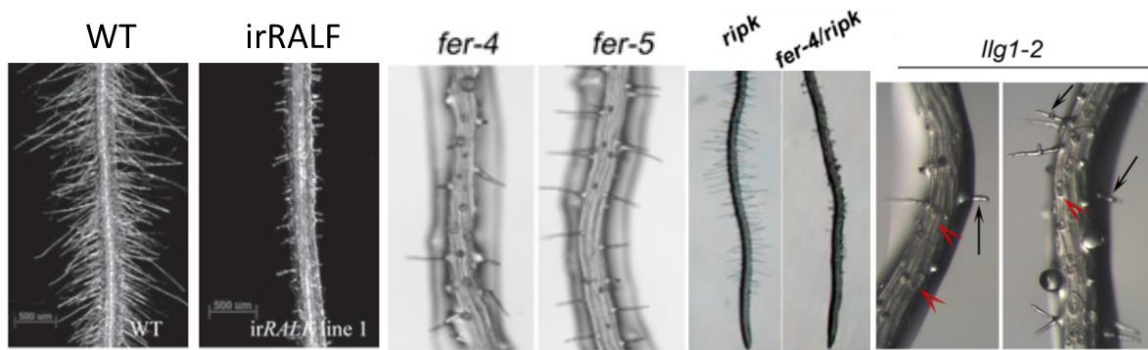 WT
irRALF
fer-4
fer-5
ripk
fer-4/ripk
llg1-2
500 um
WT
500 um
irRALF line 1